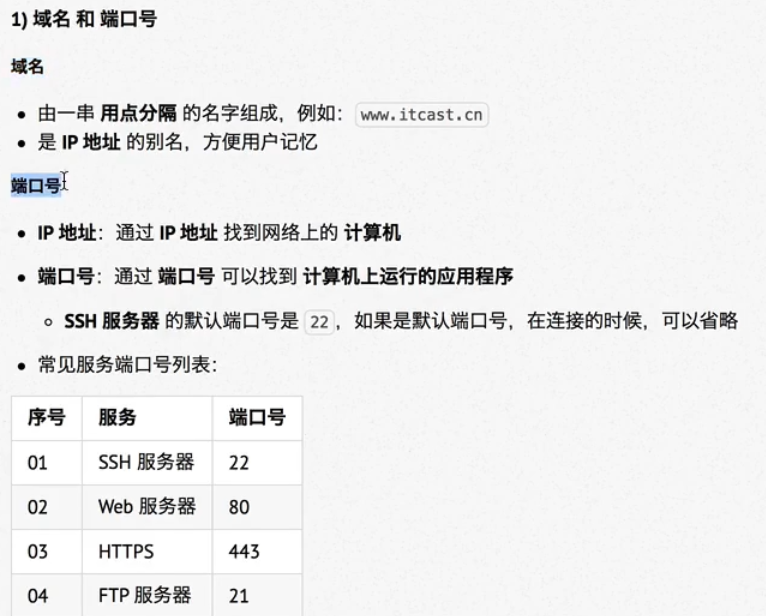 1) 域名 和 端口号
域名
• 由一串 用点分隔 的名字组成，例如： www.itcast.cn
• 是 IP 地址 的别名，方便用户记忆
端口号
• IP 地址：通过 IP 地址 找到网络上的 计算机
• 端口号：通过 端口号 可以找到 计算机上运行的应用程序
◦ SSH 服务器 的默认端口号是 22 ，如果是默认端口号，在连接的时候，可以省略
• 常见服务端口号列表：
序号 服务 端口号
01 SSH 服务器 22
02 Web 服务器 80
03 HTTPS 443
04 FTP 服务器 21